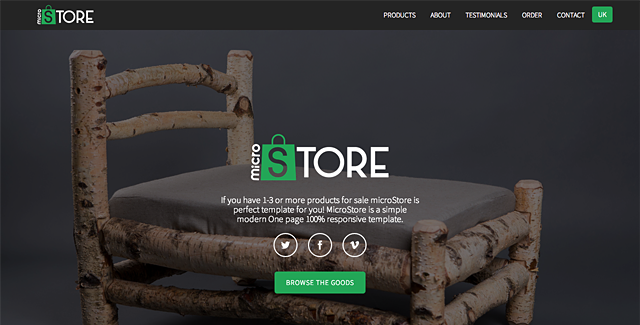 micro STORE
PRODUCTS ABOUT TESTIMONIALS ORDER CONTACT UK
micro STORE
If you have 1-3 or more products for sale microStore is
perfect template for you! MicroStore is a simple
modern One page 100% responsive template.
BROWSE THE GOODS